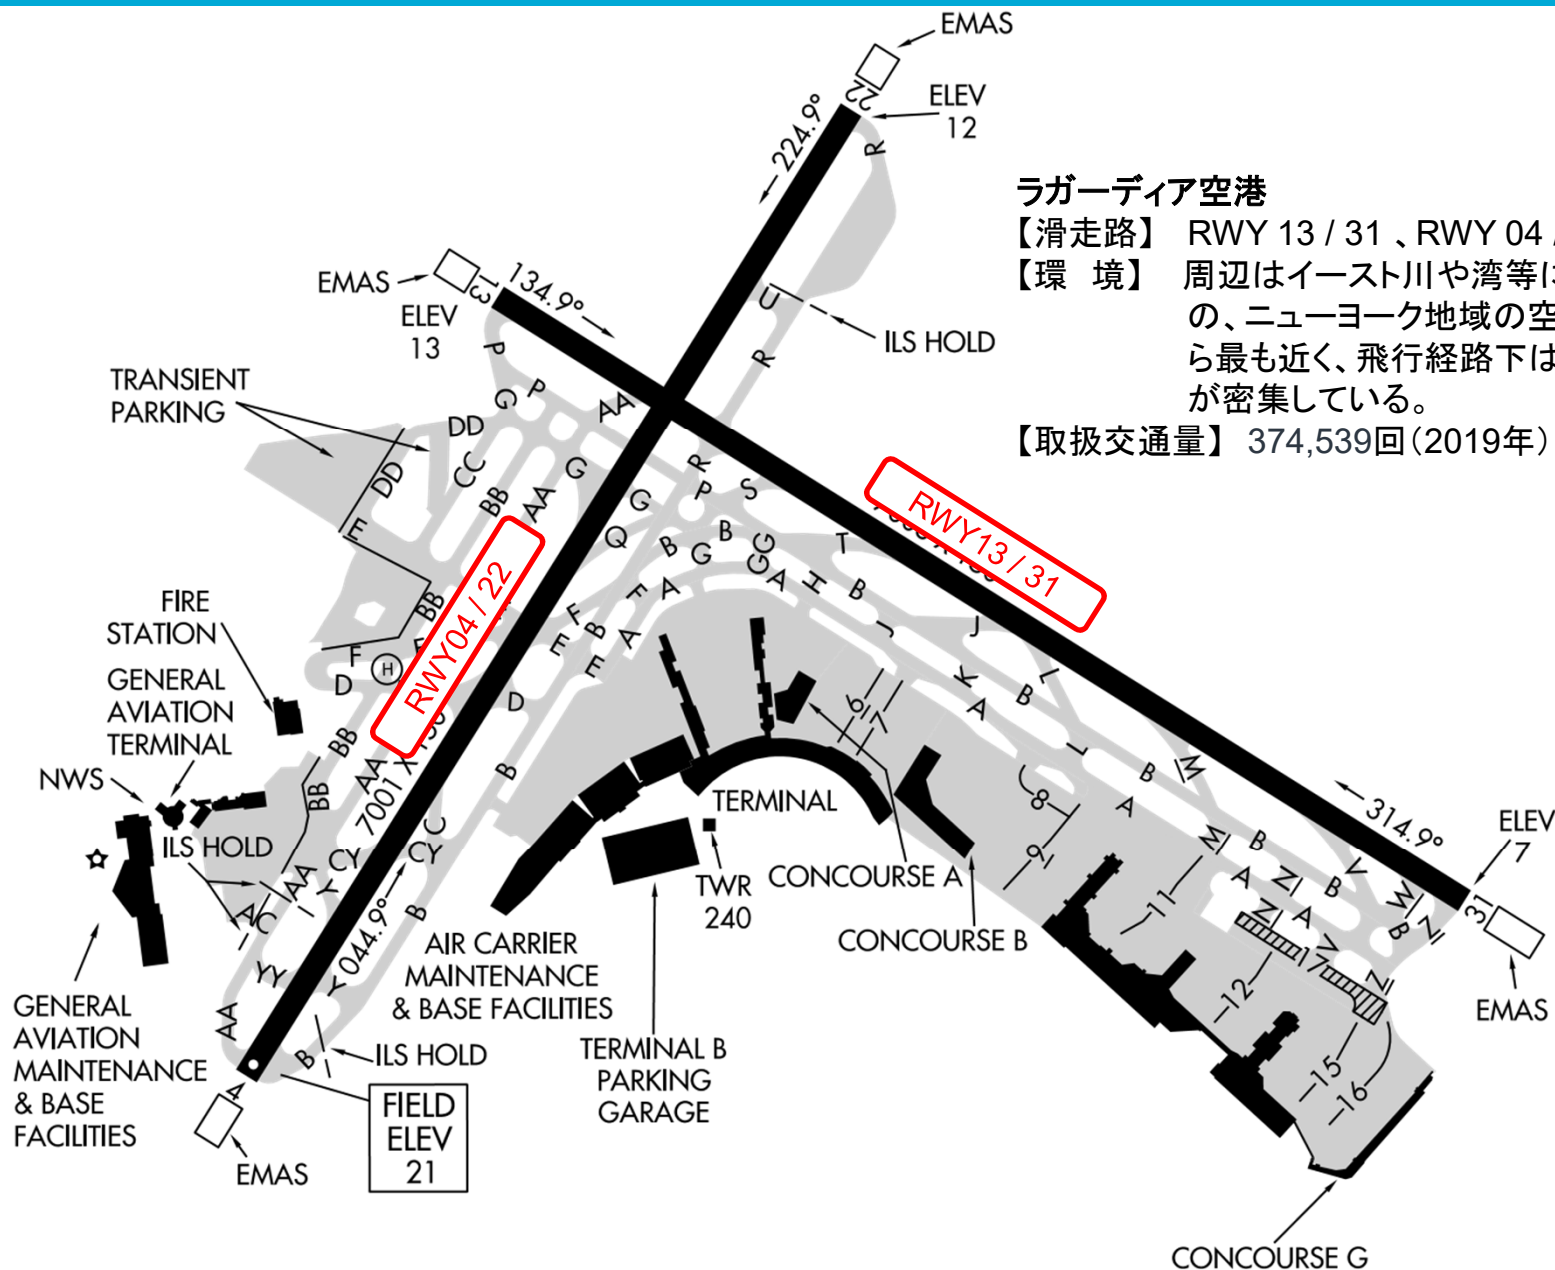 EMAS
22
ELEV
12
224.9°
R
ラガーディア空港
【滑走路】 RWY 13 / 31 、RWY 04 /
【環 境】 周辺はイースト川や湾等に
の、ニューヨーク地域の空
ら最も近く、飛行経路下は
が密集している。
【取扱交通量】 374,539回(2019年)
EMAS
13
134.9°
ELEV
13
U
ILS HOLD
R
P
TRANSIENT
PARKING
G
P
AA
DD
CC
DD
BB
AA
G
G
R
P
S
E
Q
B
G
B
GG
A
H
T
B
J
J
RWY13 / 31
RWY04 / 22
FIRE
STATION
BB
F
D
H
F
E
B
E
F
A
A
D
GENERAL
AVIATION
TERMINAL
K
A
L
B
L
B
M
6
7
BB
AA
B
NWS
BB
7001 X
TERMINAL
8
9
A
M
B
314.9°
ELEV
7
ILS HOLD
AA
Y
CY
CY
C
TWR
240
CONCOURSE A
CONCOURSE B
11
A
N
B
V
W
N
31
AC
B
044.9°
Y
AIR CARRIER
MAINTENANCE
& BASE FACILITIES
N
A
V
B
17
Z
12
EMAS
YY
AA
GENERAL
AVIATION
MAINTENANCE
& BASE
FACILITIES
B
ILS HOLD
TERMINAL B
PARKING
GARAGE
15
16
4
EMAS
FIELD
ELEV
21
CONCOURSE G